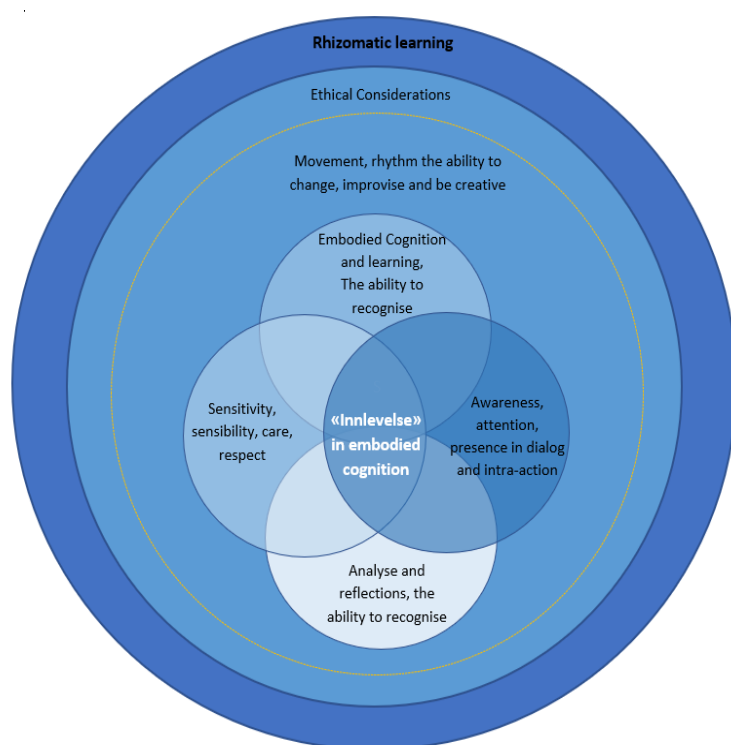 Rhizomatic learning
Ethical Considerations
Movement, rhythm the ability to
change, improvise and be creative
Embodied Cognition
and learning,
The ability to
recognise
Sensitivity,
sensibility, care,
respect
«Innlevelse»
in embodied
cognition
Awareness,
attention,
presence in dialog
and intra-action
Analyse and
reflections, the
ability to recognise